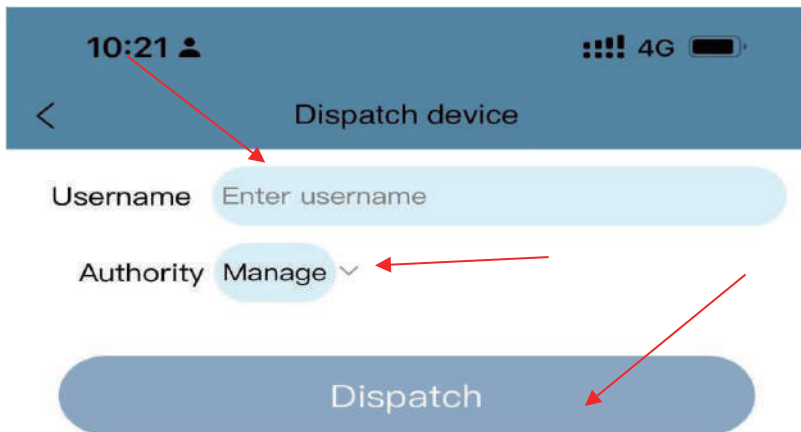 10:21
4G
Dispatch device
Username
Enter username
Authority
Manage
Dispatch